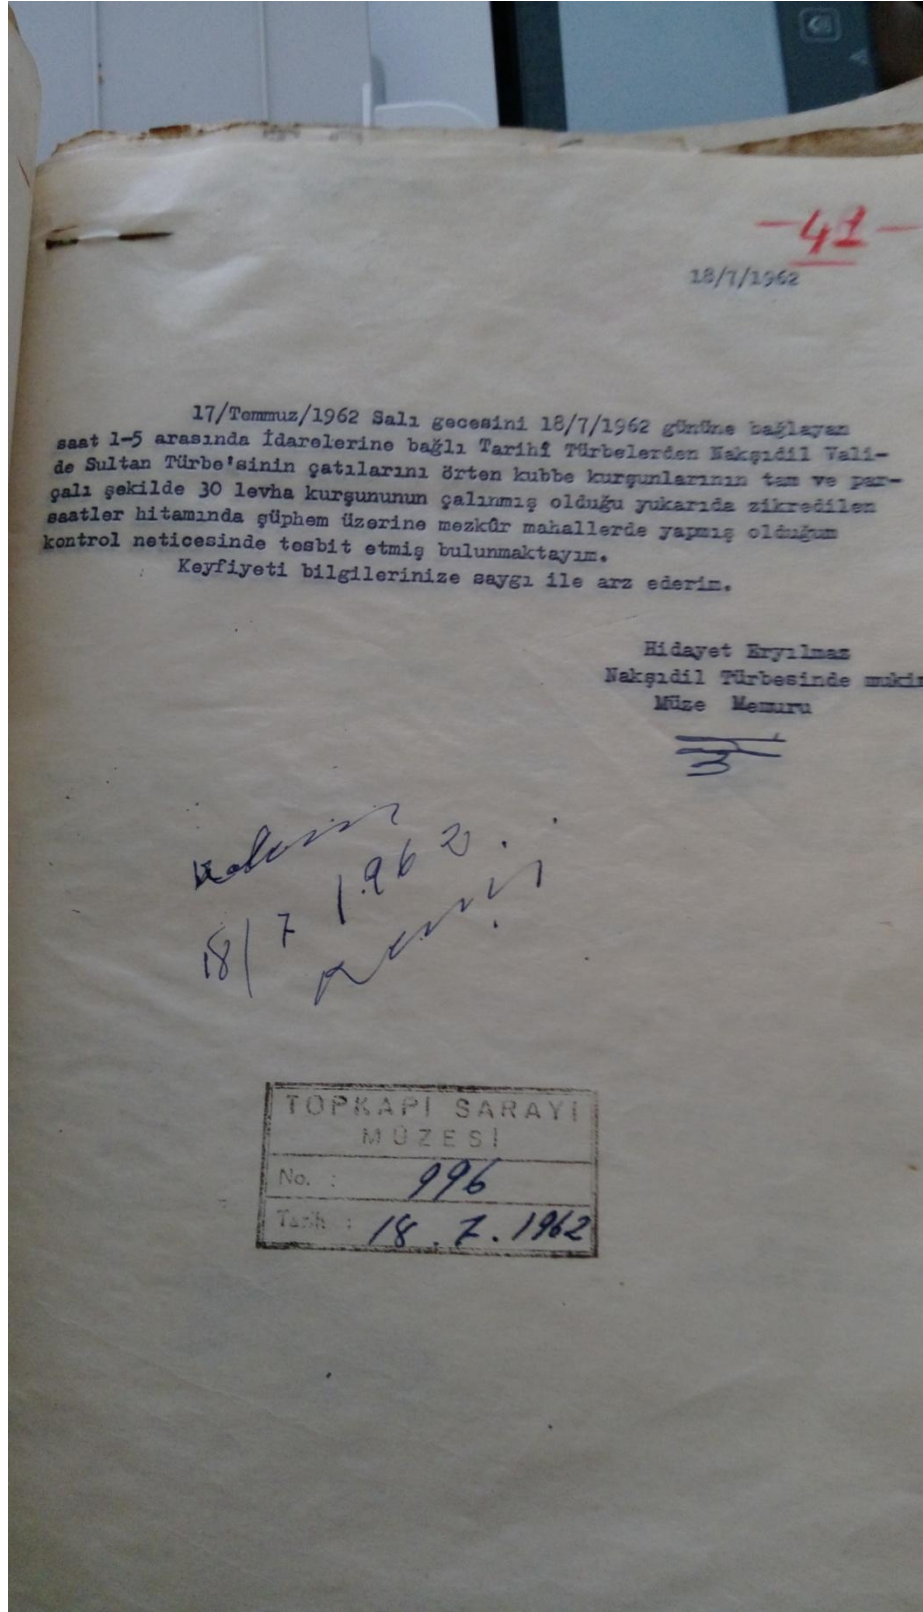 -41-
18/7/1962
17/Temmuz/1962 Salı gecesini 18/7/1962 gününe bağlayan
saat 1-5 arasında İdarelerine bağlı Tarihî Türbelerden Nakşıdil Vali-
de Sultan Türbe'sinin çatılarını örten kubbe kurşunlarının tam ve par-
çalı şekilde 30 levha kurşununun çalınmış olduğu yukarıda zikredilen
saatler hitamında şüphem üzerine mezkûr mahallerde yapmış olduğum
kontrol neticesinde tesbit etmiş bulunmaktayım.
Keyfiyeti bilgilerinize saygı ile arz ederim.
Hidayet Eryılmaz
Nakşıdil Türbesinde mukim
Müze Memuru
18/7/1962
TOPKAPI SARAYI
MÜZESİ
No. : 996
Tarih : 18.7.1962